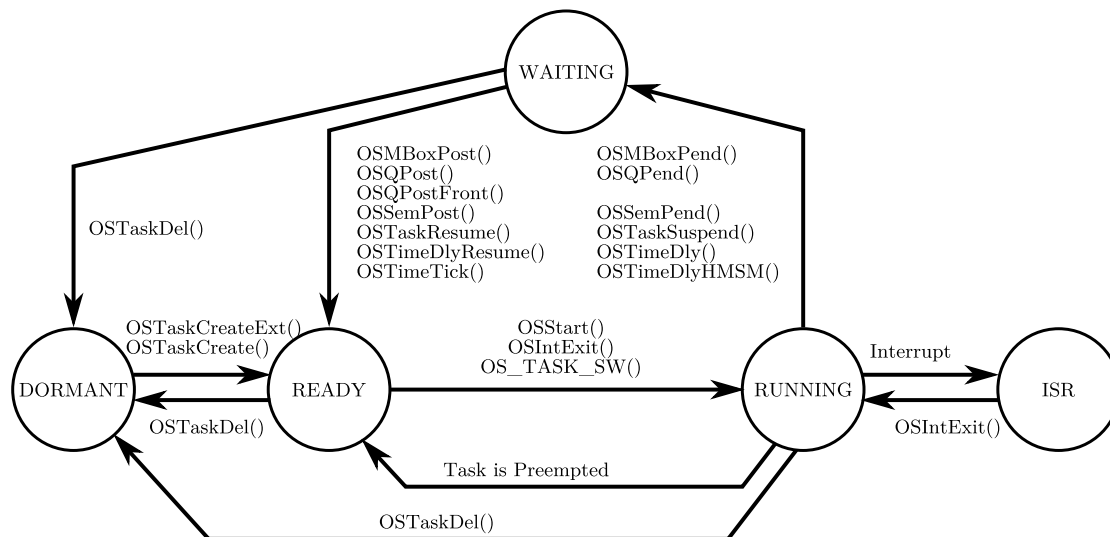 WAITING
OSMBoxPost()
OSQPost()
OSQPostFront()
OSSemPost()
OSTaskResume()
OSTimeDlyResume()
OSTimeTick()
OSMBoxPend()
OSQPend()
OSSemPend()
OSTaskSuspend()
OSTimeDly()
OSTimeDlyHMSM()
OSTaskDel()
OSTaskCreateExt()
OSTaskCreate()
OSStart()
OSIntExit()
OS_TASK_SW()
Interrupt
DORMANT
READY
RUNNING
ISR
OSTaskDel()
OSIntExit()
Task is Preempted
OSTaskDel()